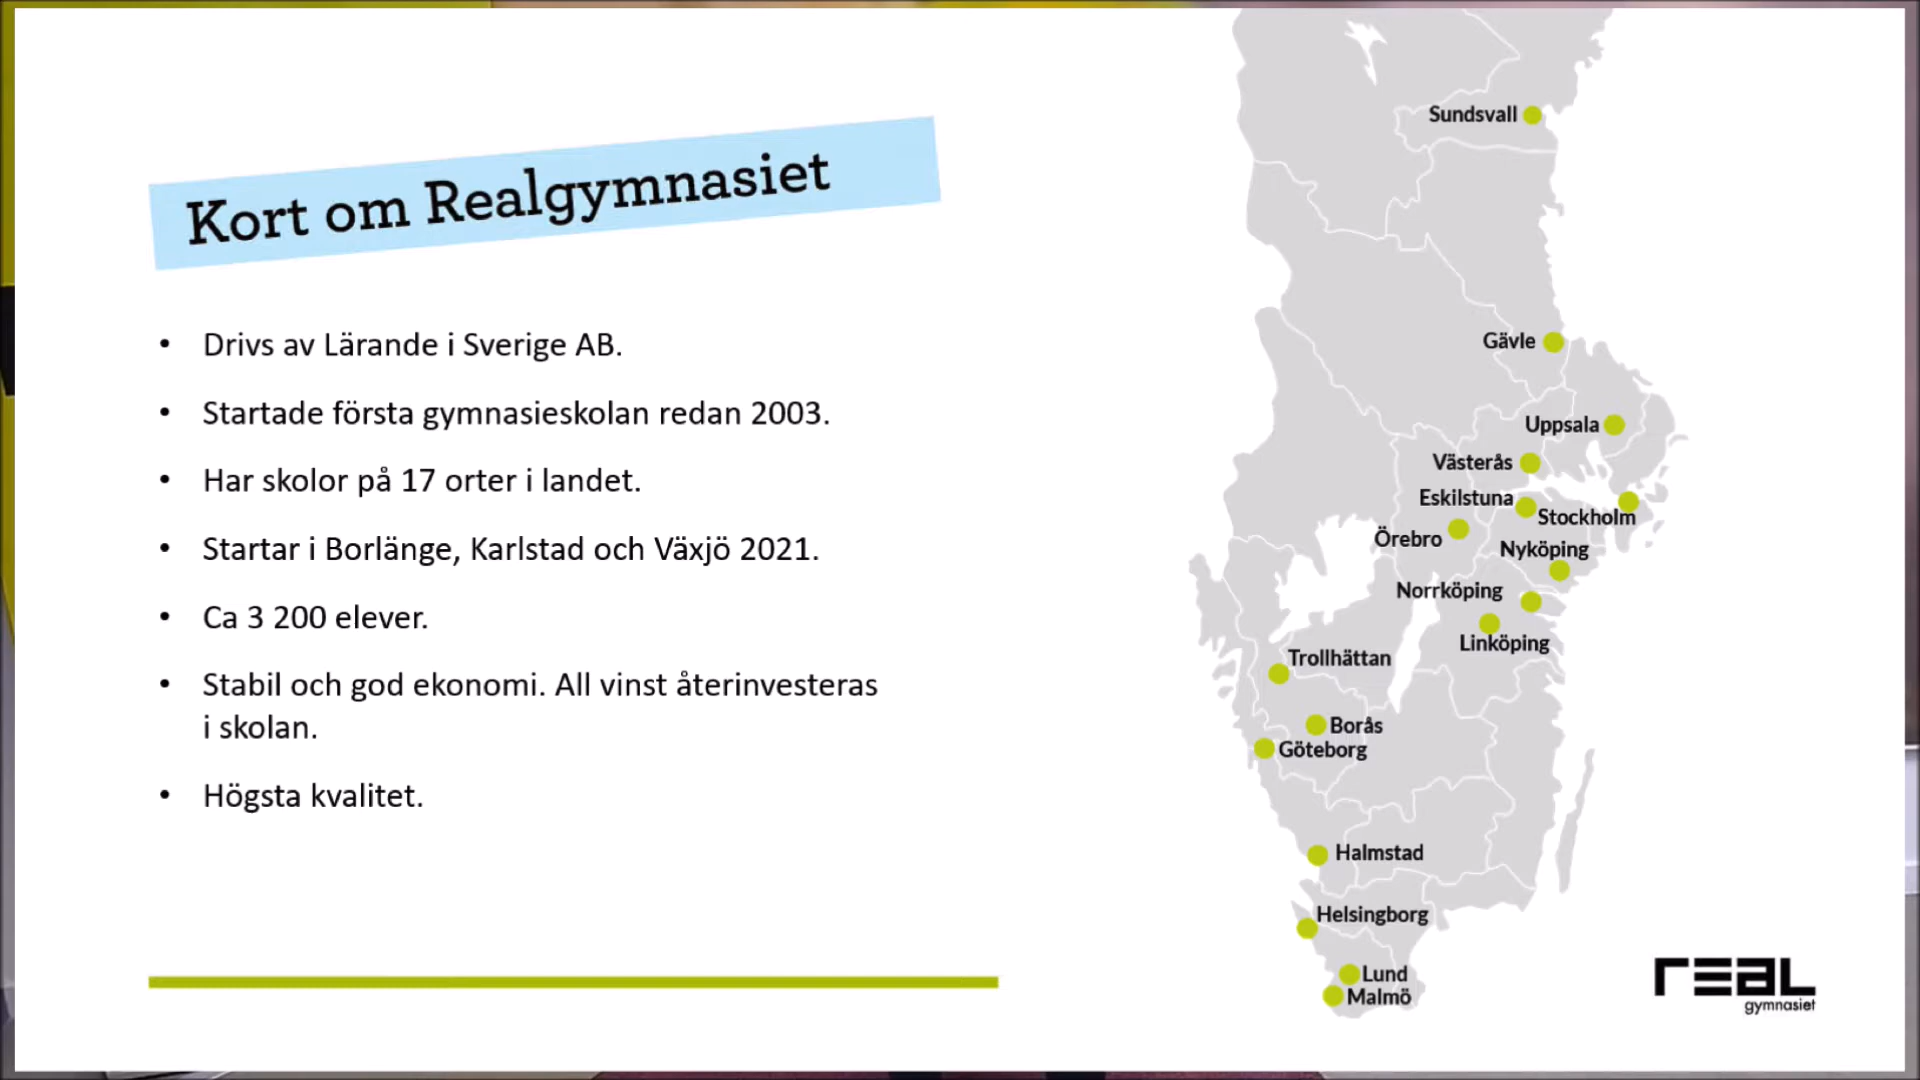 Kort om Realgymnasiet
• Drivs av Lärande i Sverige AB.
• Startade första gymnasieskolan redan 2003.
• Har skolor på 17 orter i landet.
• Startar i Borlänge, Karlstad och Växjö 2021.
• Ca 3 200 elever.
• Stabil och god ekonomi. All vinst återinvesteras
i skolan.
• Högsta kvalitet.
Sundsvall
Gävle
Uppsala
Västerås
Eskilstuna
Stockholm
Örebro
Nyköping
Norrköping
Linköping
Trollhättan
Borås
Göteborg
Halmstad
Helsingborg
Lund
Malmö
REAL
gymnasiet